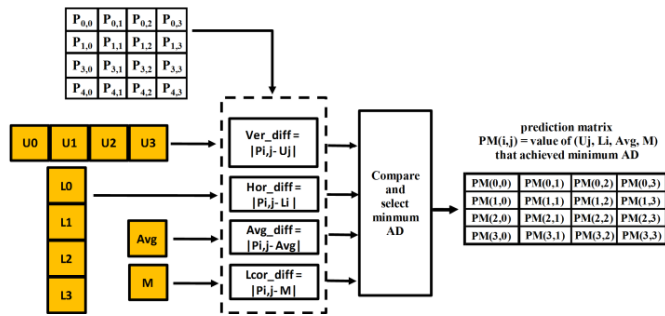 P0,0 P0,1 P0,2 P0,3
P1,0 P1,1 P1,2 P1,3
P3,0 P3,1 P3,2 P3,3
P4,0 P4,1 P4,2 P4,3
U0 U1 U2 U3
L0
L1
L2
L3
Avg
M
Ver_diff =
|Pi,j- Uj|
Hor_diff =
|Pi,j- Li|
Avg_diff =
|Pi,j- Avg|
Lcor_diff =
|Pi,j- M|
Compare
and
select
minmum
AD
prediction matrix
PM(i,j) = value of (Uj, Li, Avg, M)
that achieved minimum AD
PM(0,0) PM(0,1) PM(0,2) PM(0,3)
PM(1,0) PM(1,1) PM(1,2) PM(1,3)
PM(2,0) PM(2,1) PM(2,2) PM(2,3)
PM(3,0) PM(3,1) PM(3,2) PM(3,3)